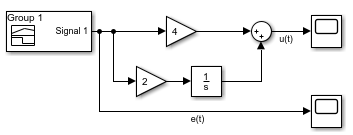 Group 1
Signal 1
4
+
+
u(t)
2
1
s
e(t)